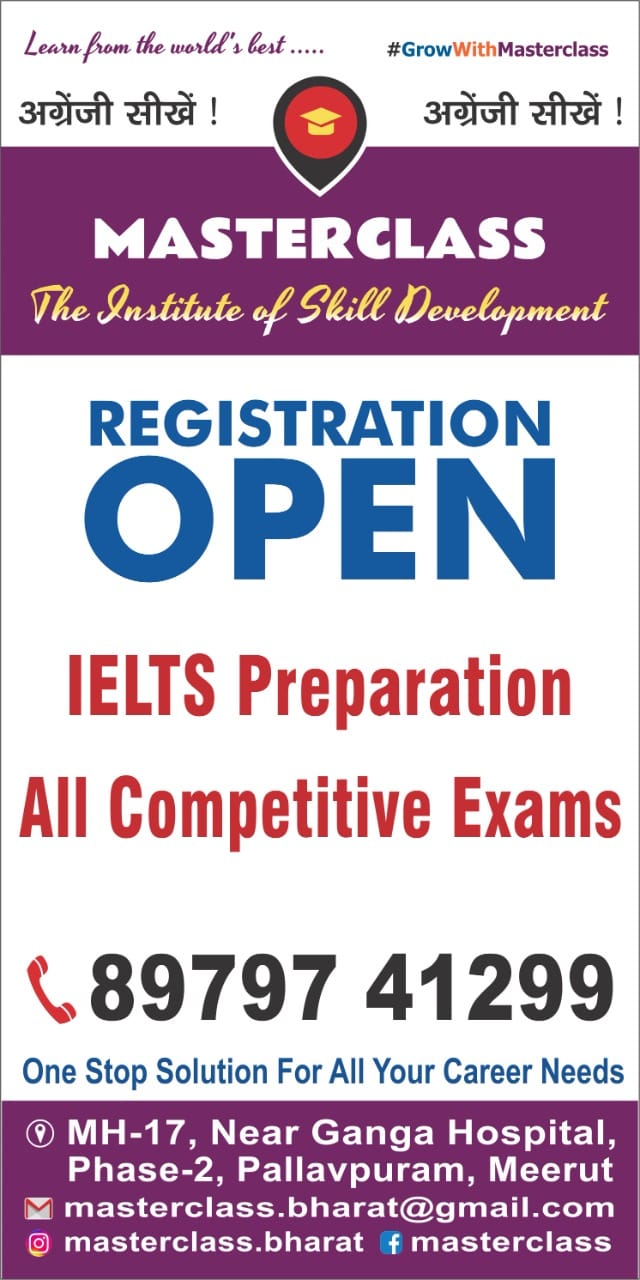 Learn from the world's best .....
#GrowWithMasterclass
अग्रेंजी सीखें !
अग्रेंजी सीखें !
MASTERCLASS
The Institute of Skill Development
REGISTRATION
OPEN
IELTS Preparation
All Competitive Exams
89797 41299
One Stop Solution For All Your Career Needs
MH-17, Near Ganga Hospital,
Phase-2, Pallavpuram, Meerut
masterclass.bharat@gmail.com
masterclass.bharat masterclass